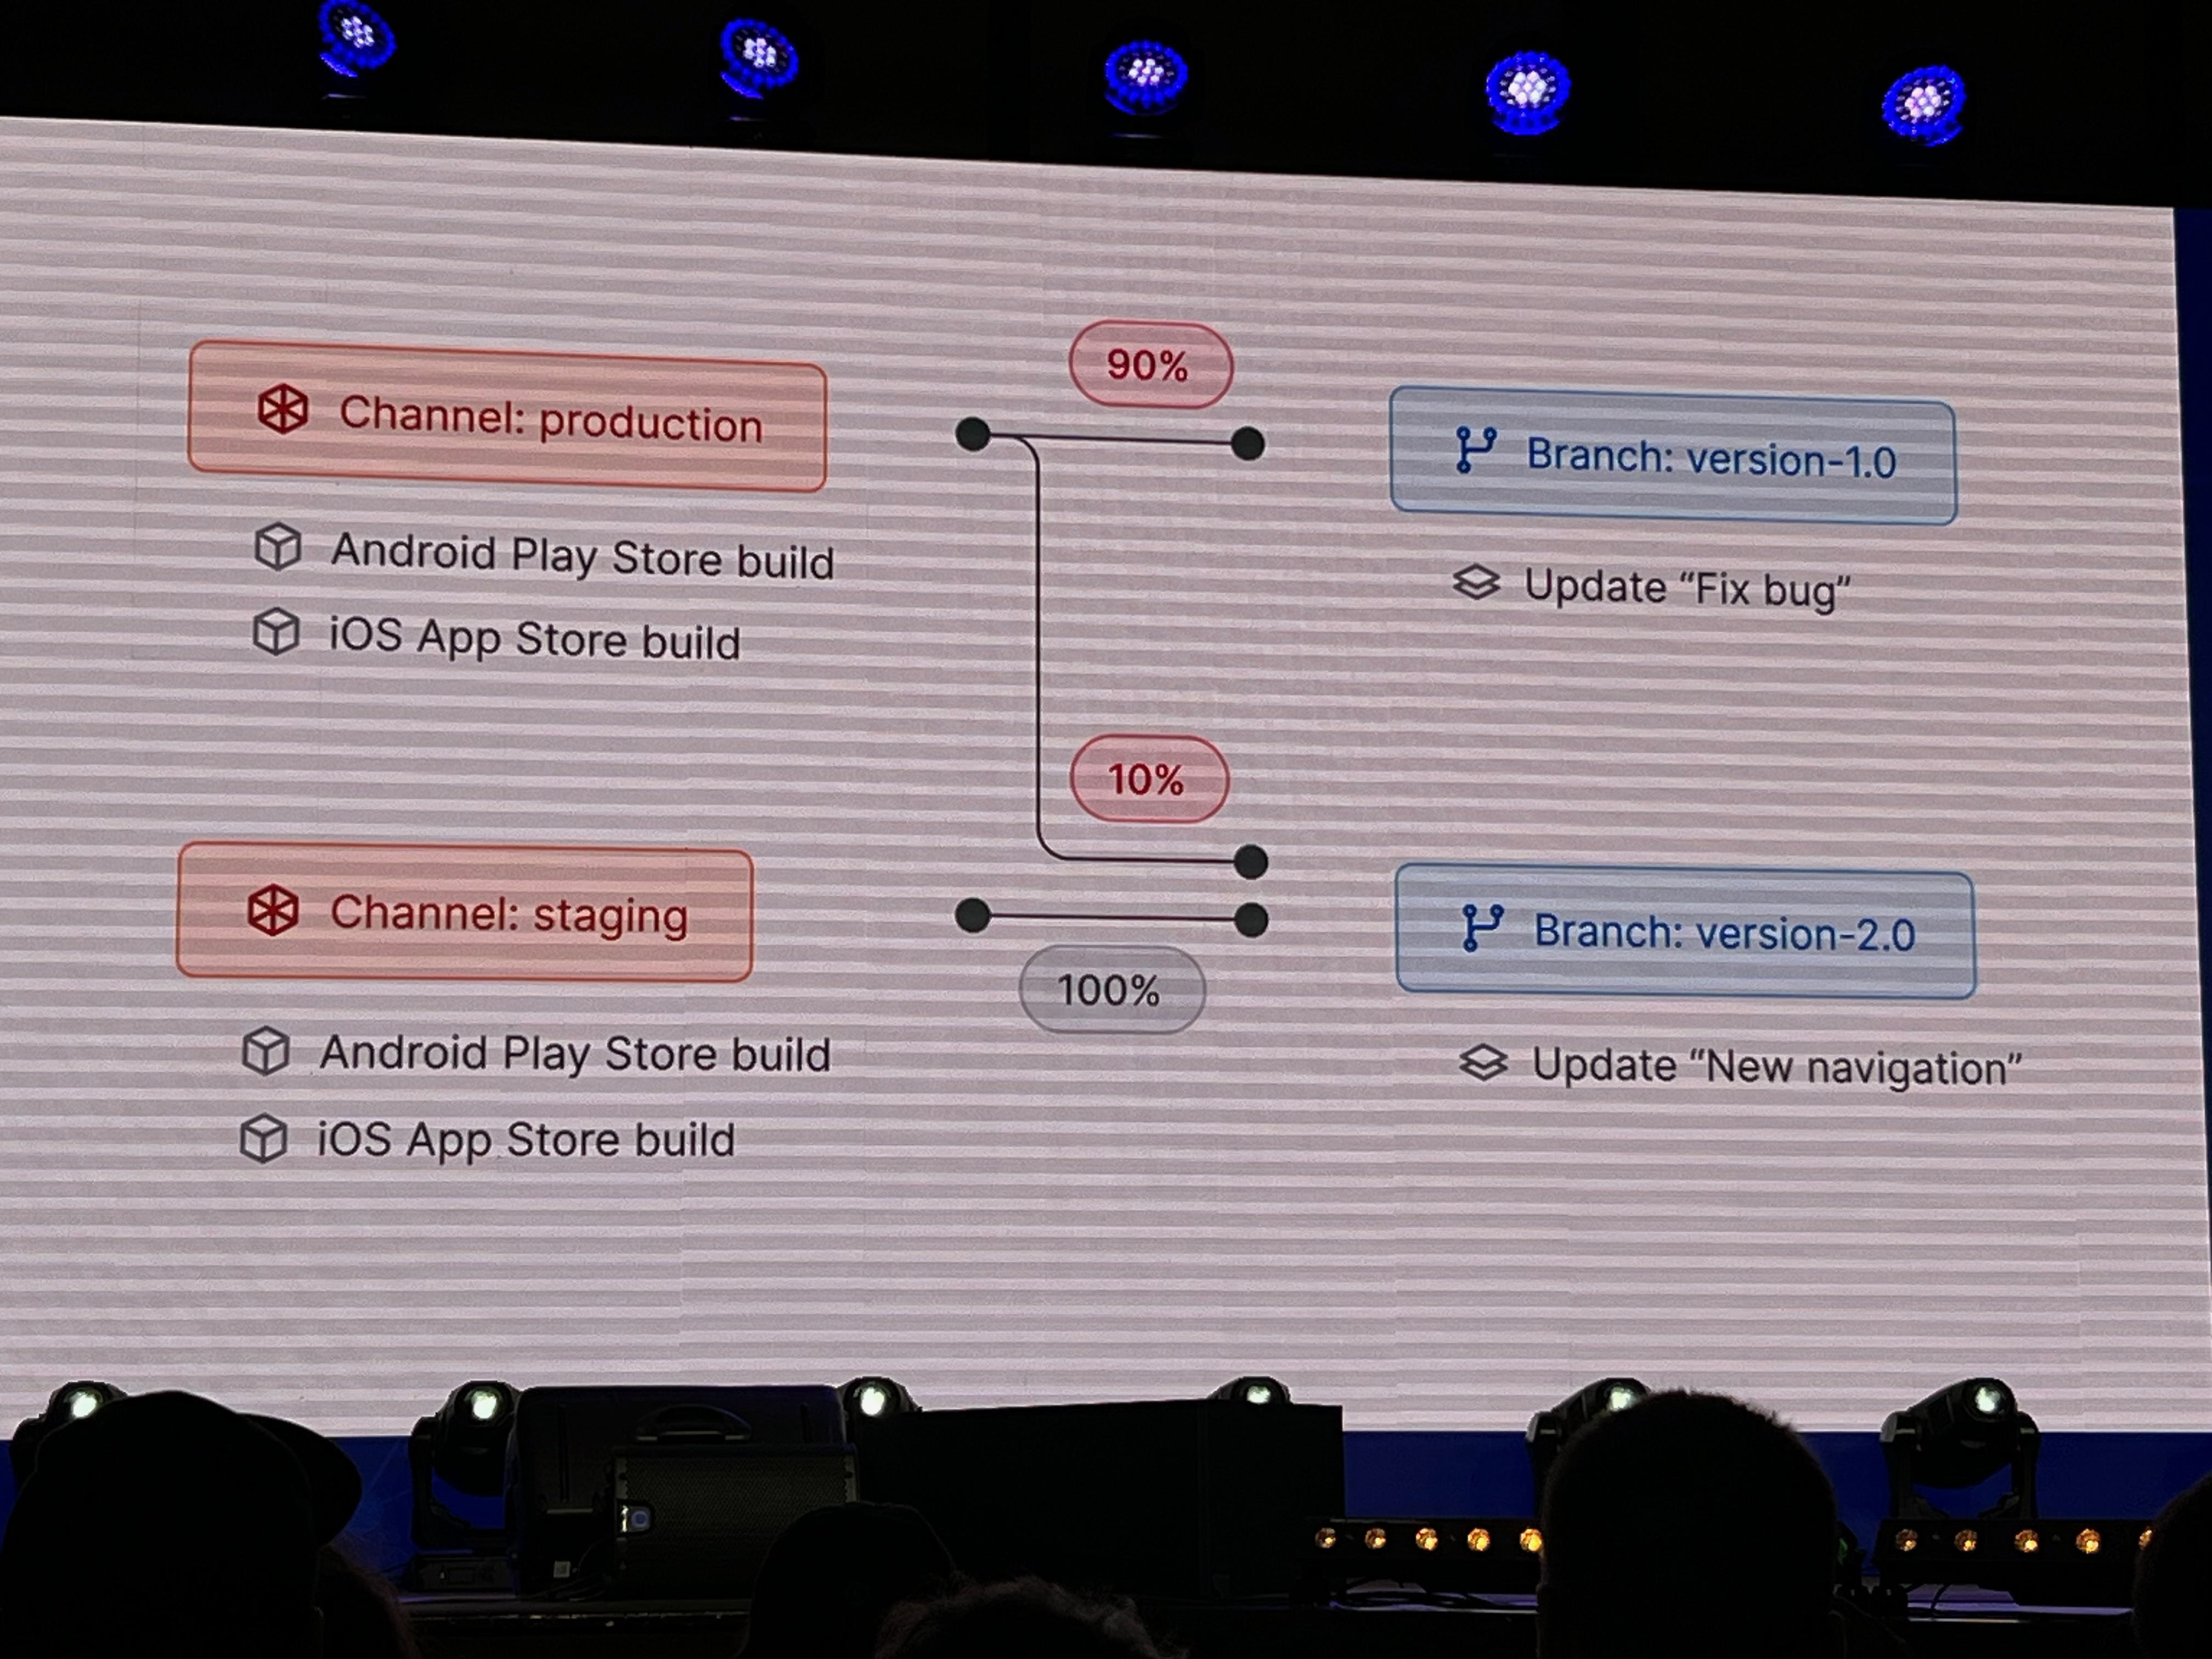 Channel: production
Android Play Store build
iOS App Store build
90%
Branch: version-1.0
Update “Fix bug”
10%
Channel: staging
Android Play Store build
iOS App Store build
100%
Branch: version-2.0
Update “New navigation”